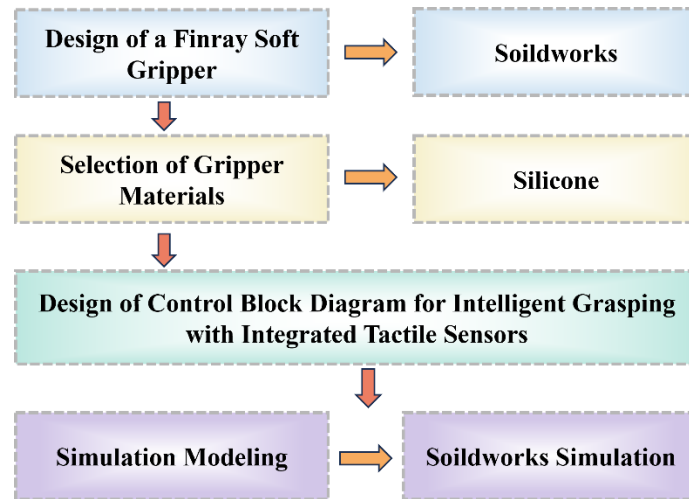 Design of a Finray Soft
Gripper
Soildworks
Selection of Gripper
Materials
Silicone
Design of Control Block Diagram for Intelligent Grasping
with Integrated Tactile Sensors
Simulation Modeling
Soildworks Simulation